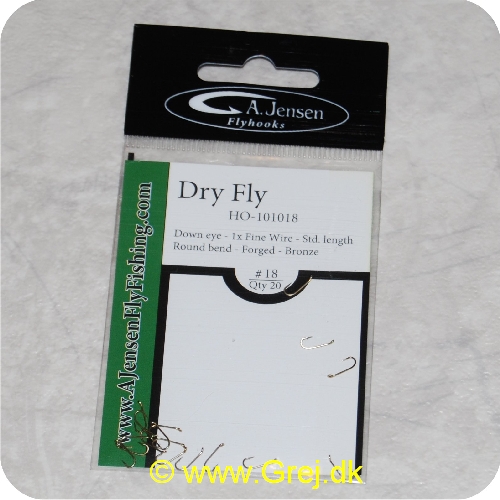 A.Jensen
Flyhooks
Dry Fly
HO-101018
Down eye - 1x Fine Wire - Std. length
Round bend - Forged - Bronze
#18
Qty 20
www.AJensenFlyFishing.com
© www.Grej.dk